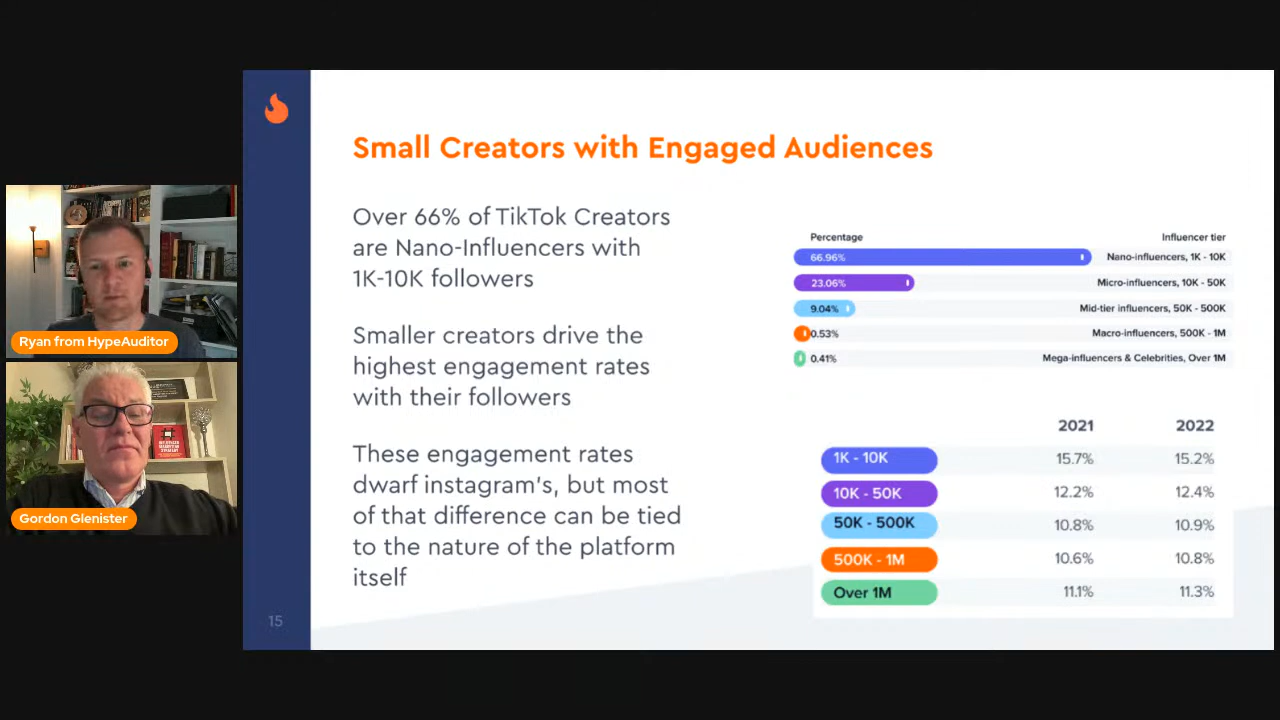 Small Creators with Engaged Audiences
Over 66% of TikTok Creators
are Nano-Influencers with
1K-10K followers
Smaller creators drive the
highest engagement rates
with their followers
These engagement rates
dwarf instagram's, but most
of that difference can be tied
to the nature of the platform
itself
Percentage Influencer tier
66.96% Nano-influencers, 1K - 10K
23.06% Micro-influencers, 10K - 50K
9.04% Mid-tier influencers, 50K - 500K
0.53% Macro-influencers, 500K - 1M
0.41% Mega-influencers & Celebrities, Over 1M
2021 2022
1K - 10K 15.7% 15.2%
10K - 50K 12.2% 12.4%
50K - 500K 10.8% 10.9%
500K - 1M 10.6% 10.8%
Over 1M 11.1% 11.3%
15
Ryan from HypeAuditor
Gordon Glenister